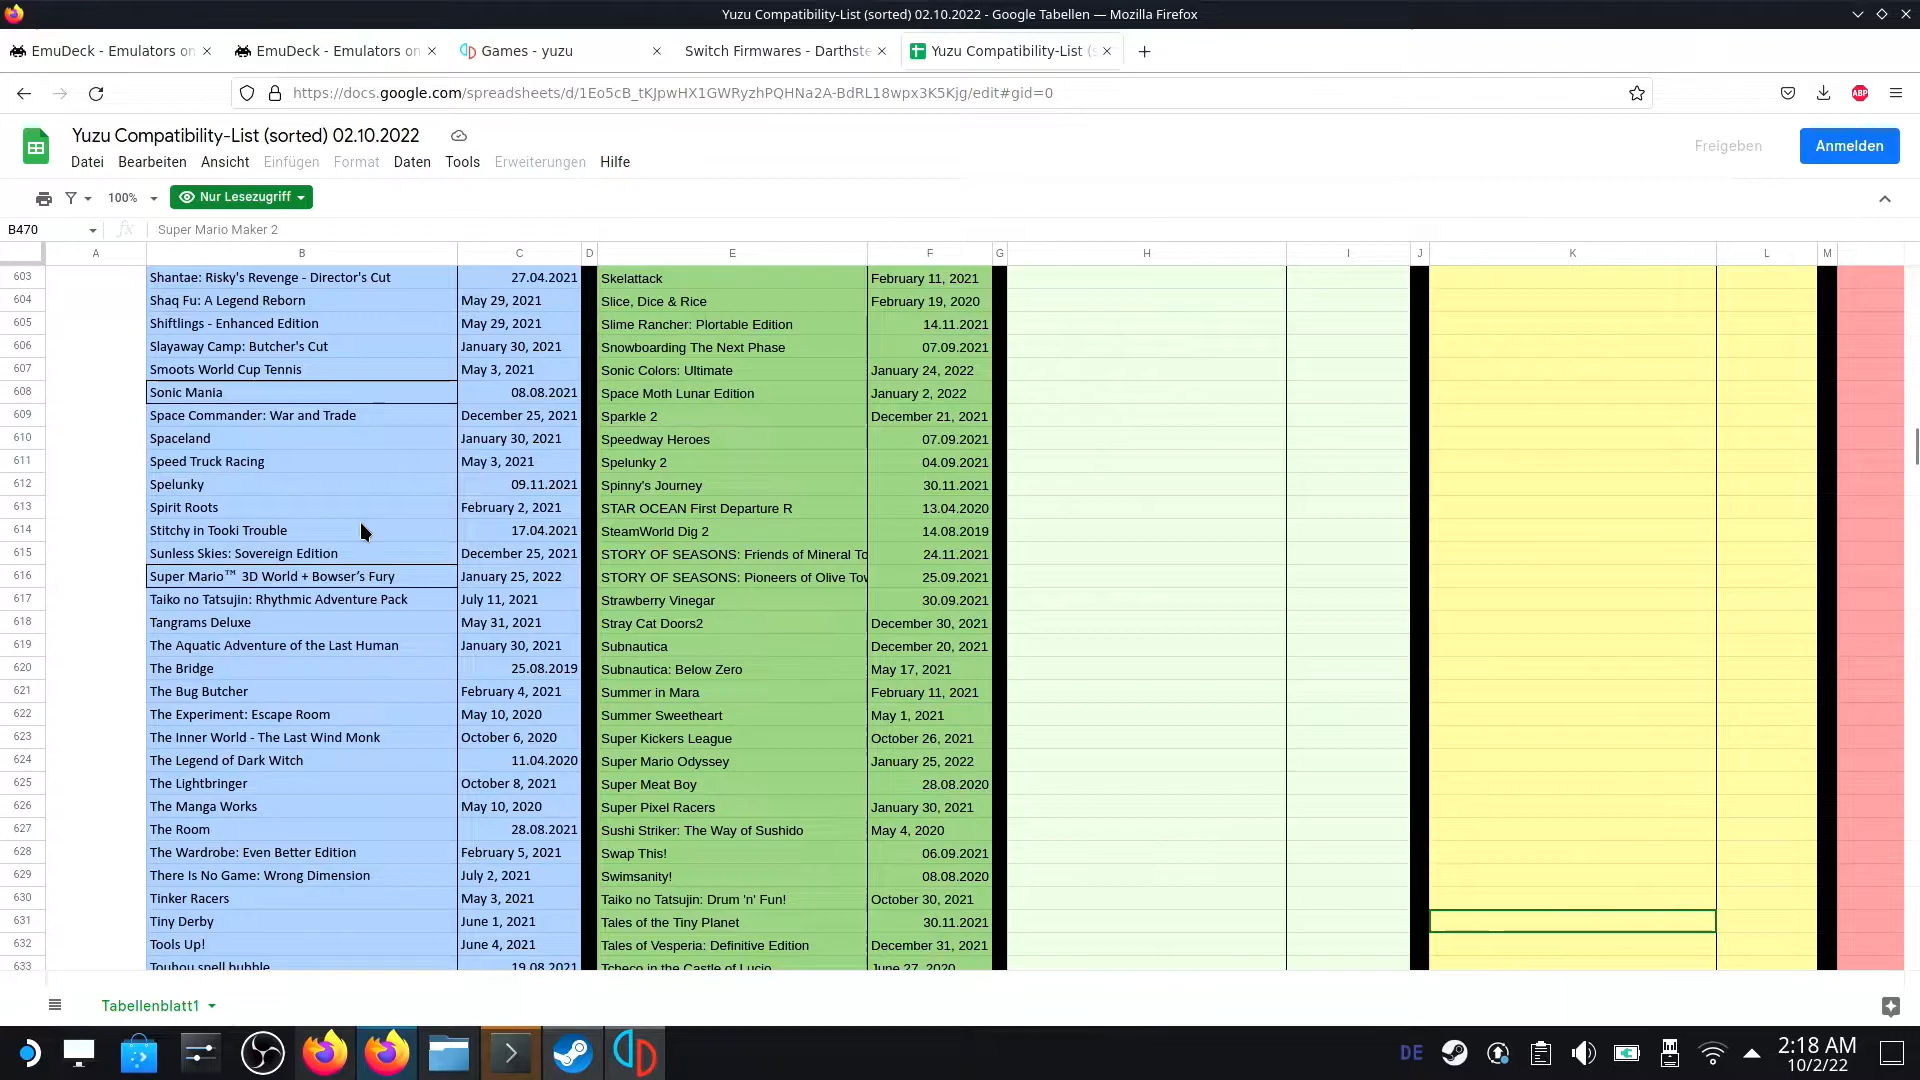 Yuzu Compatibility-List (sorted) 02.10.2022 - Google Tabellen — Mozilla Firefox
EmuDeck - Emulators on
EmuDeck - Emulators on
Games - yuzu
Switch Firmwares - Darthste
Yuzu Compatibility-List (s
https://docs.google.com/spreadsheets/d/1Eo5cB_tKJpwHX1GWRyzhPQHNa2A-BdRL18wpx3K5Kjg/edit#gid=0
ABP
Yuzu Compatibility-List (sorted) 02.10.2022
Freigeben
Anmelden
Datei Bearbeiten Ansicht Einfügen Format Daten Tools Erweiterungen Hilfe
100% Nur Lesezugriff
B470 fx Super Mario Maker 2
A B C D E F G H I J K L M
603 Shantae: Risky's Revenge - Director's Cut 27.04.2021 Skelattack February 11, 2021
604 Shaq Fu: A Legend Reborn May 29, 2021 Slice, Dice & Rice February 19, 2020
605 Shiftlings - Enhanced Edition May 29, 2021 Slime Rancher: Plortable Edition 14.11.2021
606 Slayaway Camp: Butcher's Cut January 30, 2021 Snowboarding The Next Phase 07.09.2021
607 Smoots World Cup Tennis May 3, 2021 Sonic Colors: Ultimate January 24, 2022
608 Sonic Mania 08.08.2021 Space Moth Lunar Edition January 2, 2022
609 Space Commander: War and Trade December 25, 2021 Sparkle 2 December 21, 2021
610 Spaceland January 30, 2021 Speedway Heroes 07.09.2021
611 Speed Truck Racing May 3, 2021 Spelunky 2 04.09.2021
612 Spelunky 09.11.2021 Spinny's Journey 30.11.2021
613 Spirit Roots February 2, 2021 STAR OCEAN First Departure R 13.04.2020
614 Stitchy in Tooki Trouble 17.04.2021 SteamWorld Dig 2 14.08.2019
615 Sunless Skies: Sovereign Edition December 25, 2021 STORY OF SEASONS: Friends of Mineral To 24.11.2021
616 Super Mario™ 3D World + Bowser’s Fury January 25, 2022 STORY OF SEASONS: Pioneers of Olive Tow 25.09.2021
617 Taiko no Tatsujin: Rhythmic Adventure Pack July 11, 2021 Strawberry Vinegar 30.09.2021
618 Tangrams Deluxe May 31, 2021 Stray Cat Doors2 December 30, 2021
619 The Aquatic Adventure of the Last Human January 30, 2021 Subnautica December 20, 2021
620 The Bridge 25.08.2019 Subnautica: Below Zero May 17, 2021
621 The Bug Butcher February 4, 2021 Summer in Mara February 11, 2021
622 The Experiment: Escape Room May 10, 2020 Summer Sweetheart May 1, 2021
623 The Inner World - The Last Wind Monk October 6, 2020 Super Kickers League October 26, 2021
624 The Legend of Dark Witch 11.04.2020 Super Mario Odyssey January 25, 2022
625 The Lightbringer October 8, 2021 Super Meat Boy 28.08.2020
626 The Manga Works May 10, 2020 Super Pixel Racers January 30, 2021
627 The Room 28.08.2021 Sushi Striker: The Way of Sushido May 4, 2020
628 The Wardrobe: Even Better Edition February 5, 2021 Swap This! 06.09.2021
629 There Is No Game: Wrong Dimension July 2, 2021 Swimsanity! 08.08.2020
630 Tinker Racers May 3, 2021 Taiko no Tatsujin: Drum 'n' Fun! October 30, 2021
631 Tiny Derby June 1, 2021 Tales of the Tiny Planet 30.11.2021
632 Tools Up! June 4, 2021 Tales of Vesperia: Definitive Edition December 31, 2021
633 Touhou spell bubble 19.08.2021 Tcheco in the Castle of Lucio June 27, 2020
Tabellenblatt1
DE
2:18 AM
10/2/22